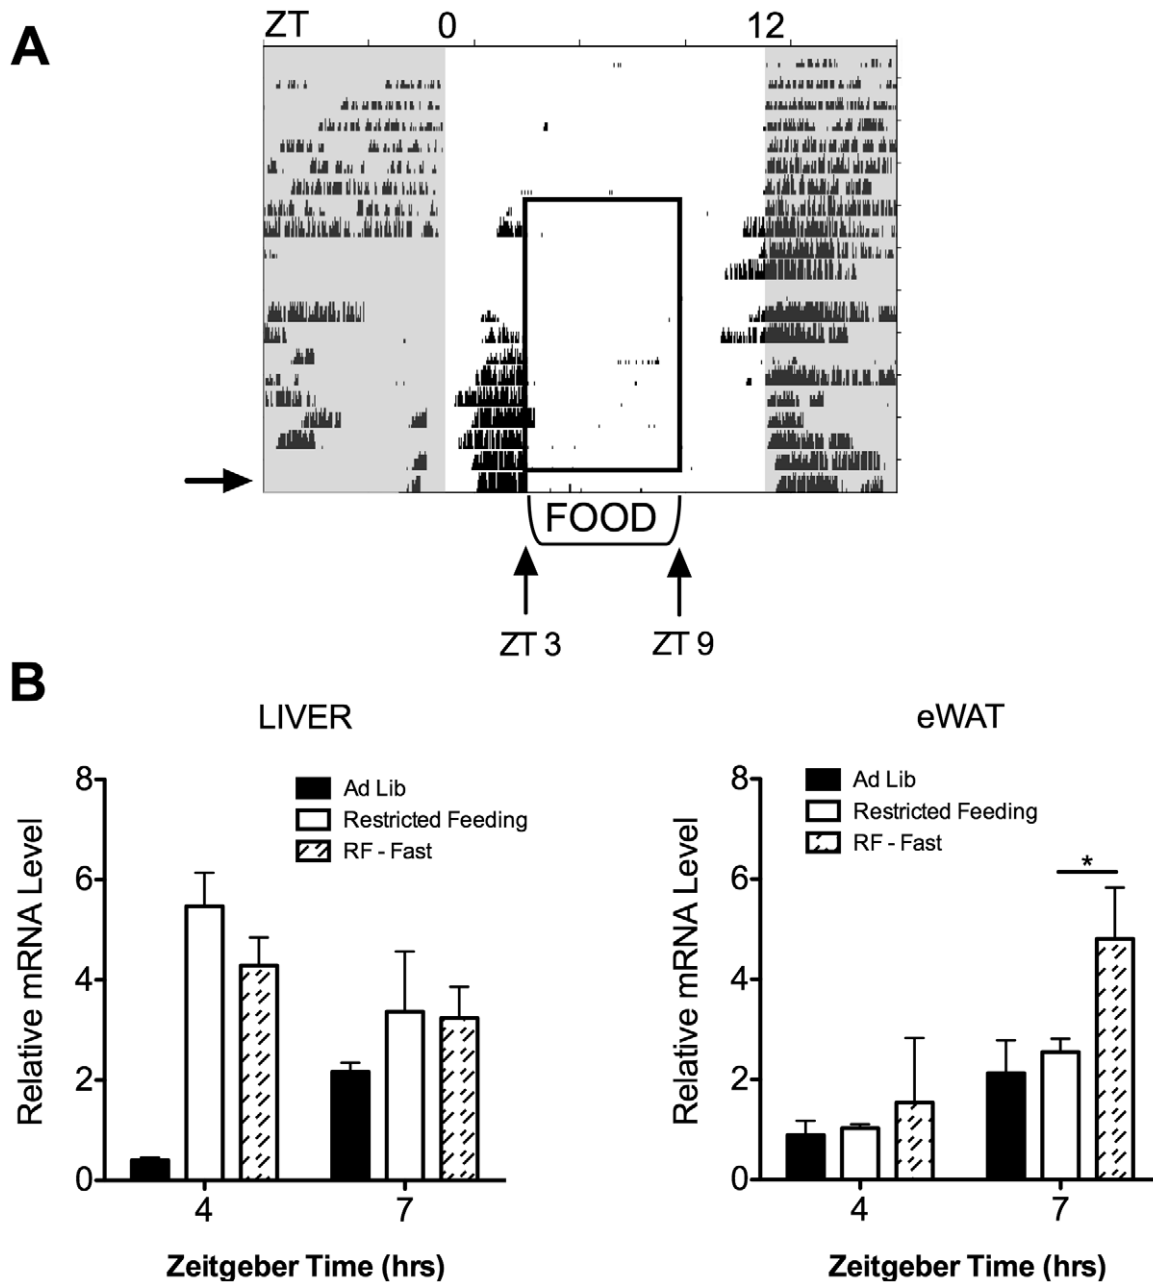 A
ZT 0 12
FOOD
ZT 3 ZT 9
B
LIVER
8
6
4
2
0
Relative mRNA Level
Ad Lib
Restricted Feeding
RF - Fast
4 7
Zeitgeber Time (hrs)
eWAT
8
6
4
2
0
Relative mRNA Level
Ad Lib
Restricted Feeding
RF - Fast
*
4 7
Zeitgeber Time (hrs)